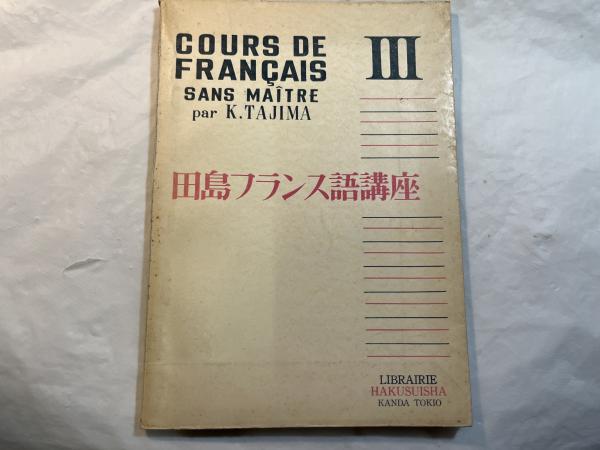 COURS DE
FRANÇAIS
SANS MAÎTRE
par K.TAJIMA
III
田島フランス語講座
LIBRAIRIE
HAKUSUISHA
KANDA TOKIO